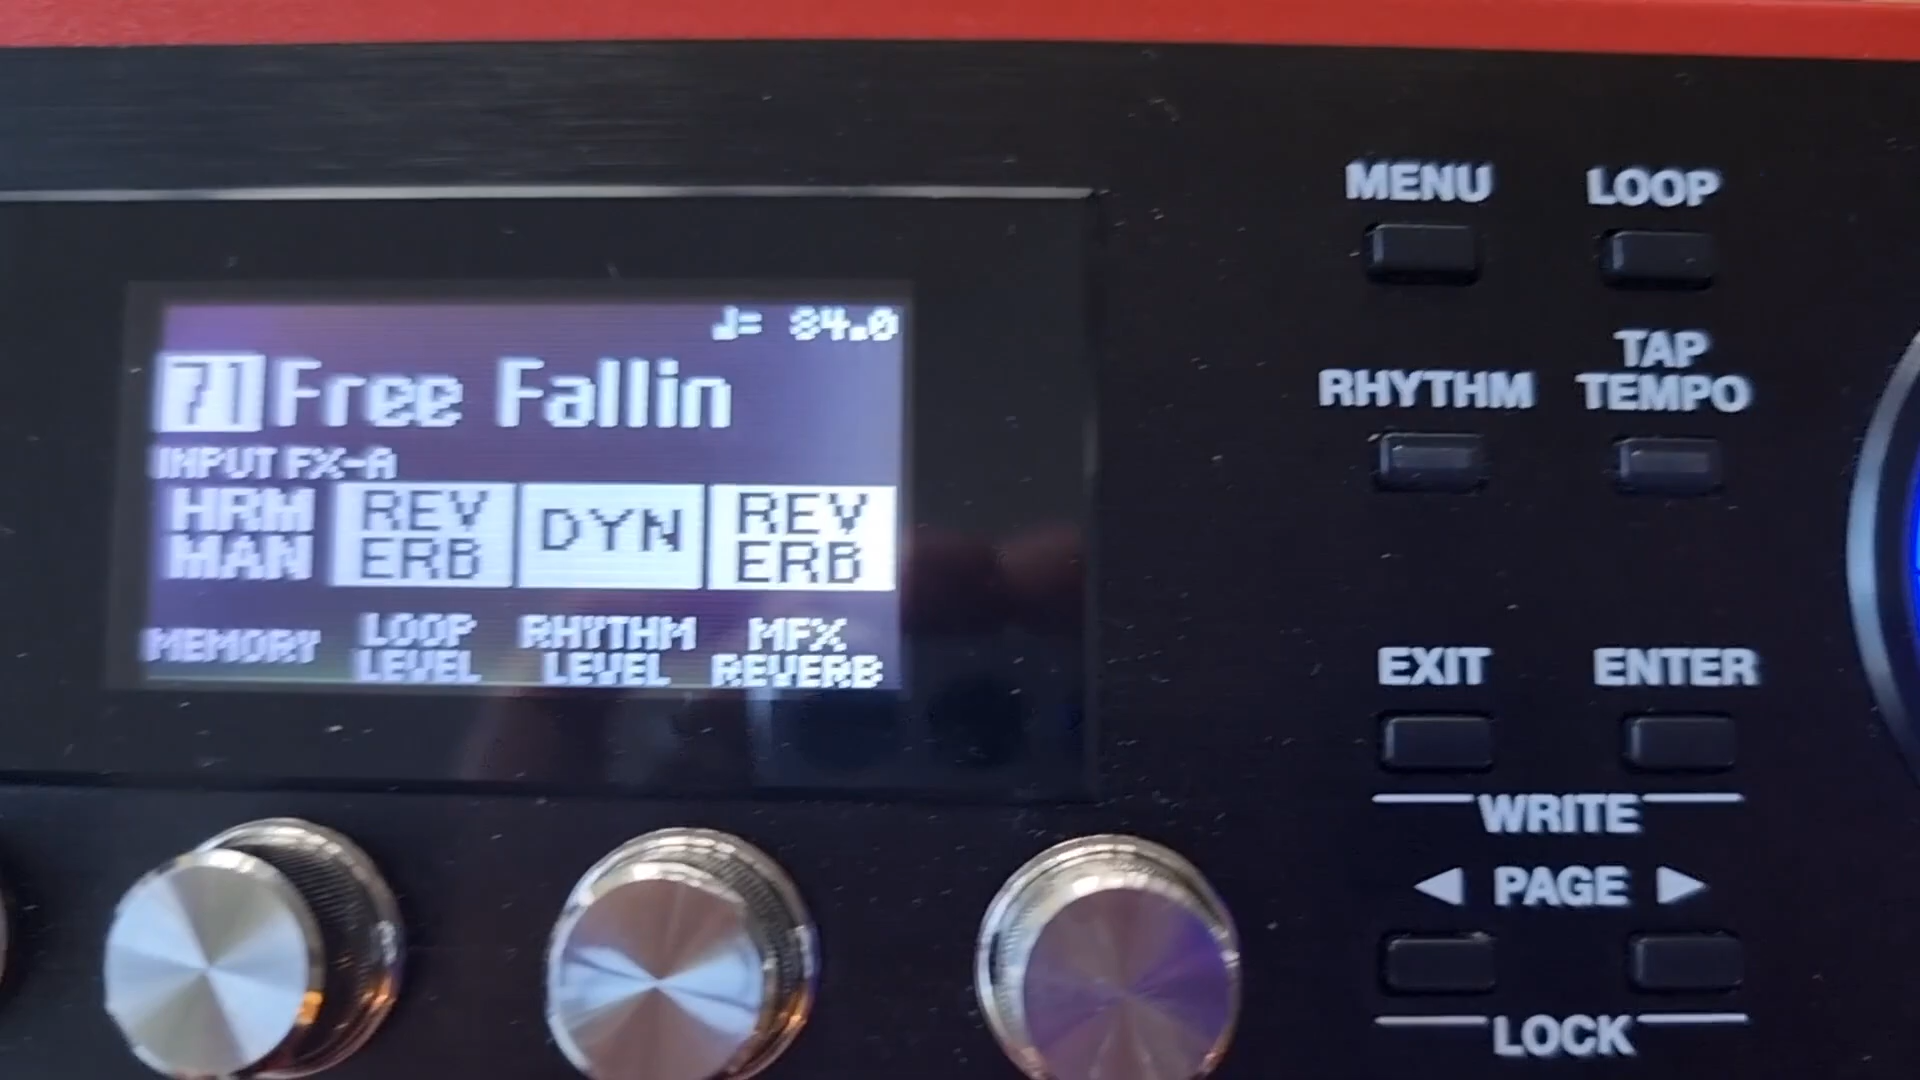 ♩= 84.0
71 Free Fallin
INPUT FX-A
HRM MAN
REV ERB
DYN
REV ERB
MEMORY
LOOP LEVEL
RHYTHM LEVEL
MFX REVERB
MENU
LOOP
RHYTHM
TAP TEMPO
EXIT
ENTER
WRITE
◀ PAGE ▶
LOCK